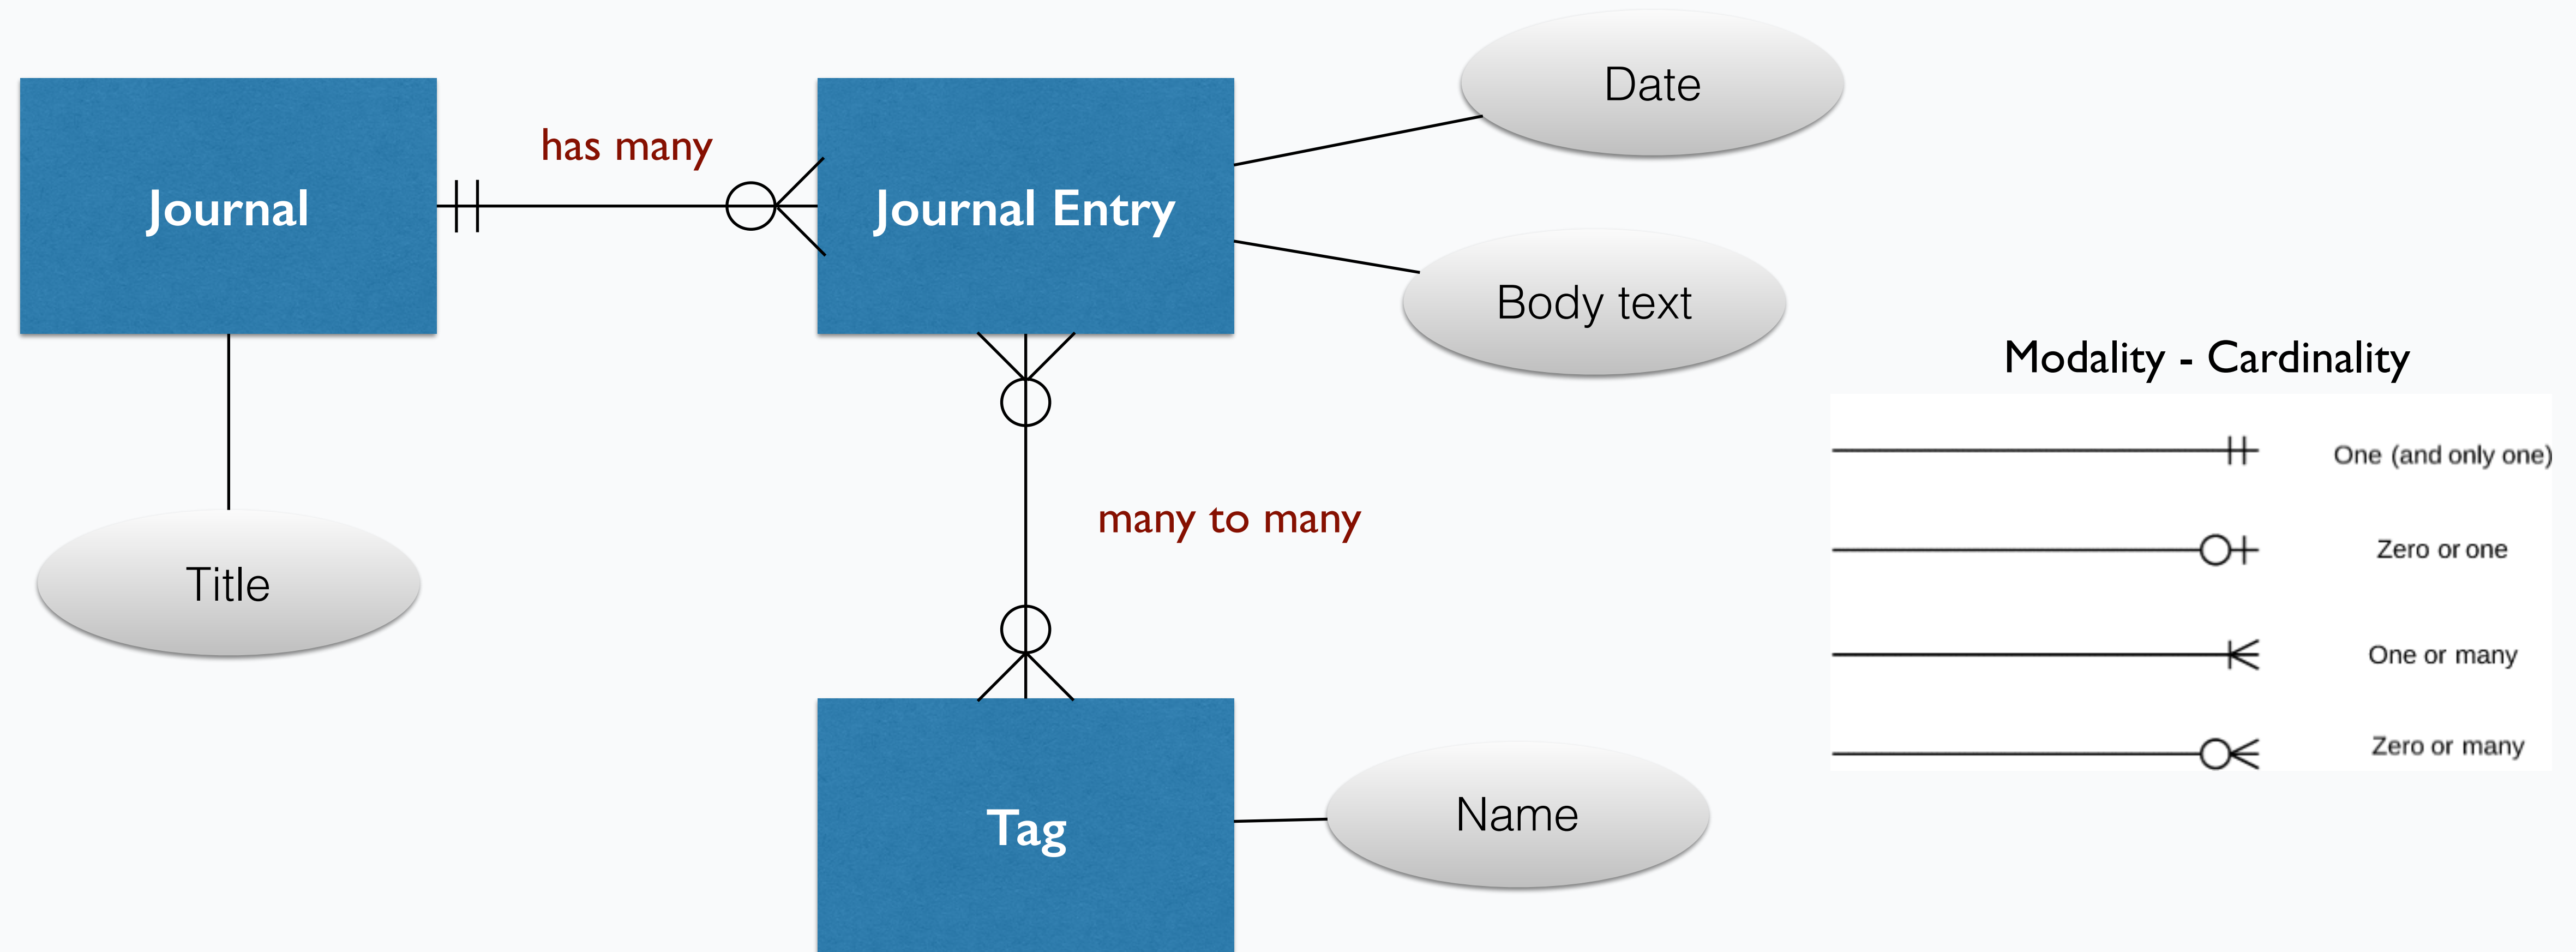 Date
has many
Journal
Journal Entry
Body text
Modality - Cardinality
One (and only one)
many to many
Zero or one
Title
One or many
Zero or many
Name
Tag